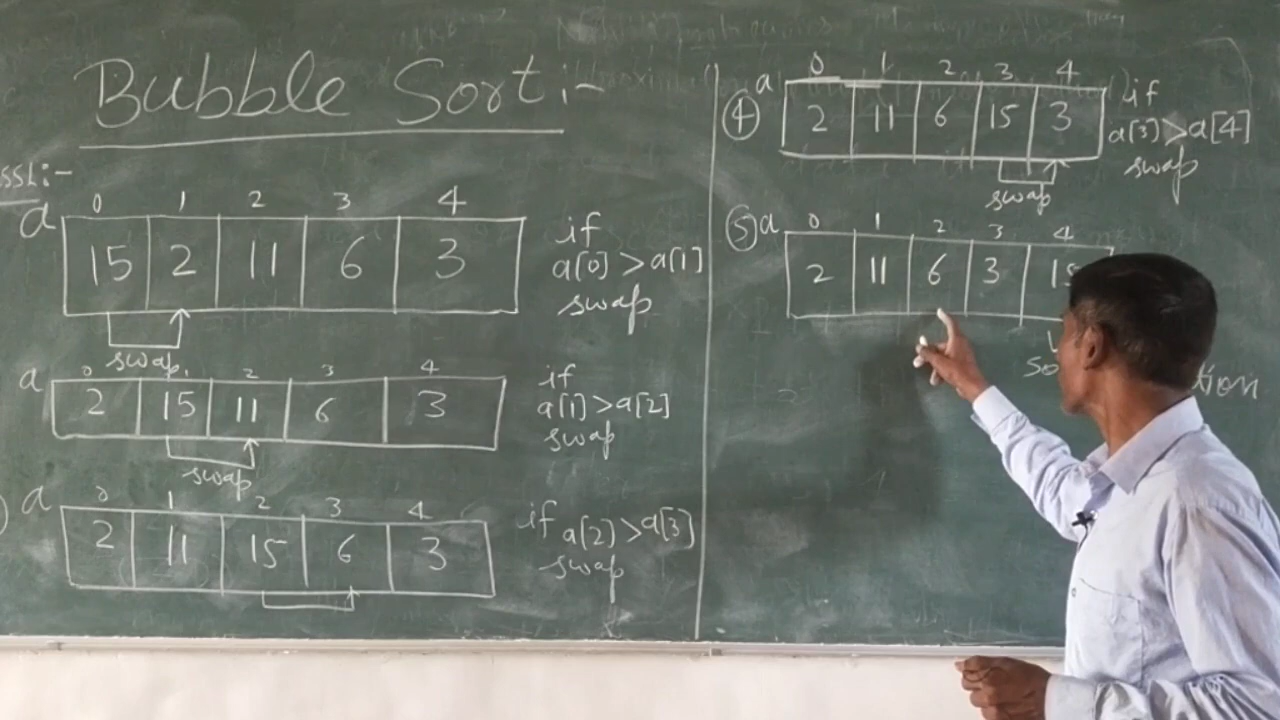 Bubble Sort:-
a
0 1 2 3 4
15 2 11 6 3
if
a[0] > a[1]
swap
swap
a
0 1 2 3 4
2 15 11 6 3
if
a[1] > a[2]
swap
swap
a
0 1 2 3 4
2 11 15 6 3
if a[2] > a[3]
swap
④ a
0 1 2 3 4
2 11 6 15 3
if
a[3] > a[4]
swap
swap
⑤ a
0 1 2 3 4
2 11 6 3